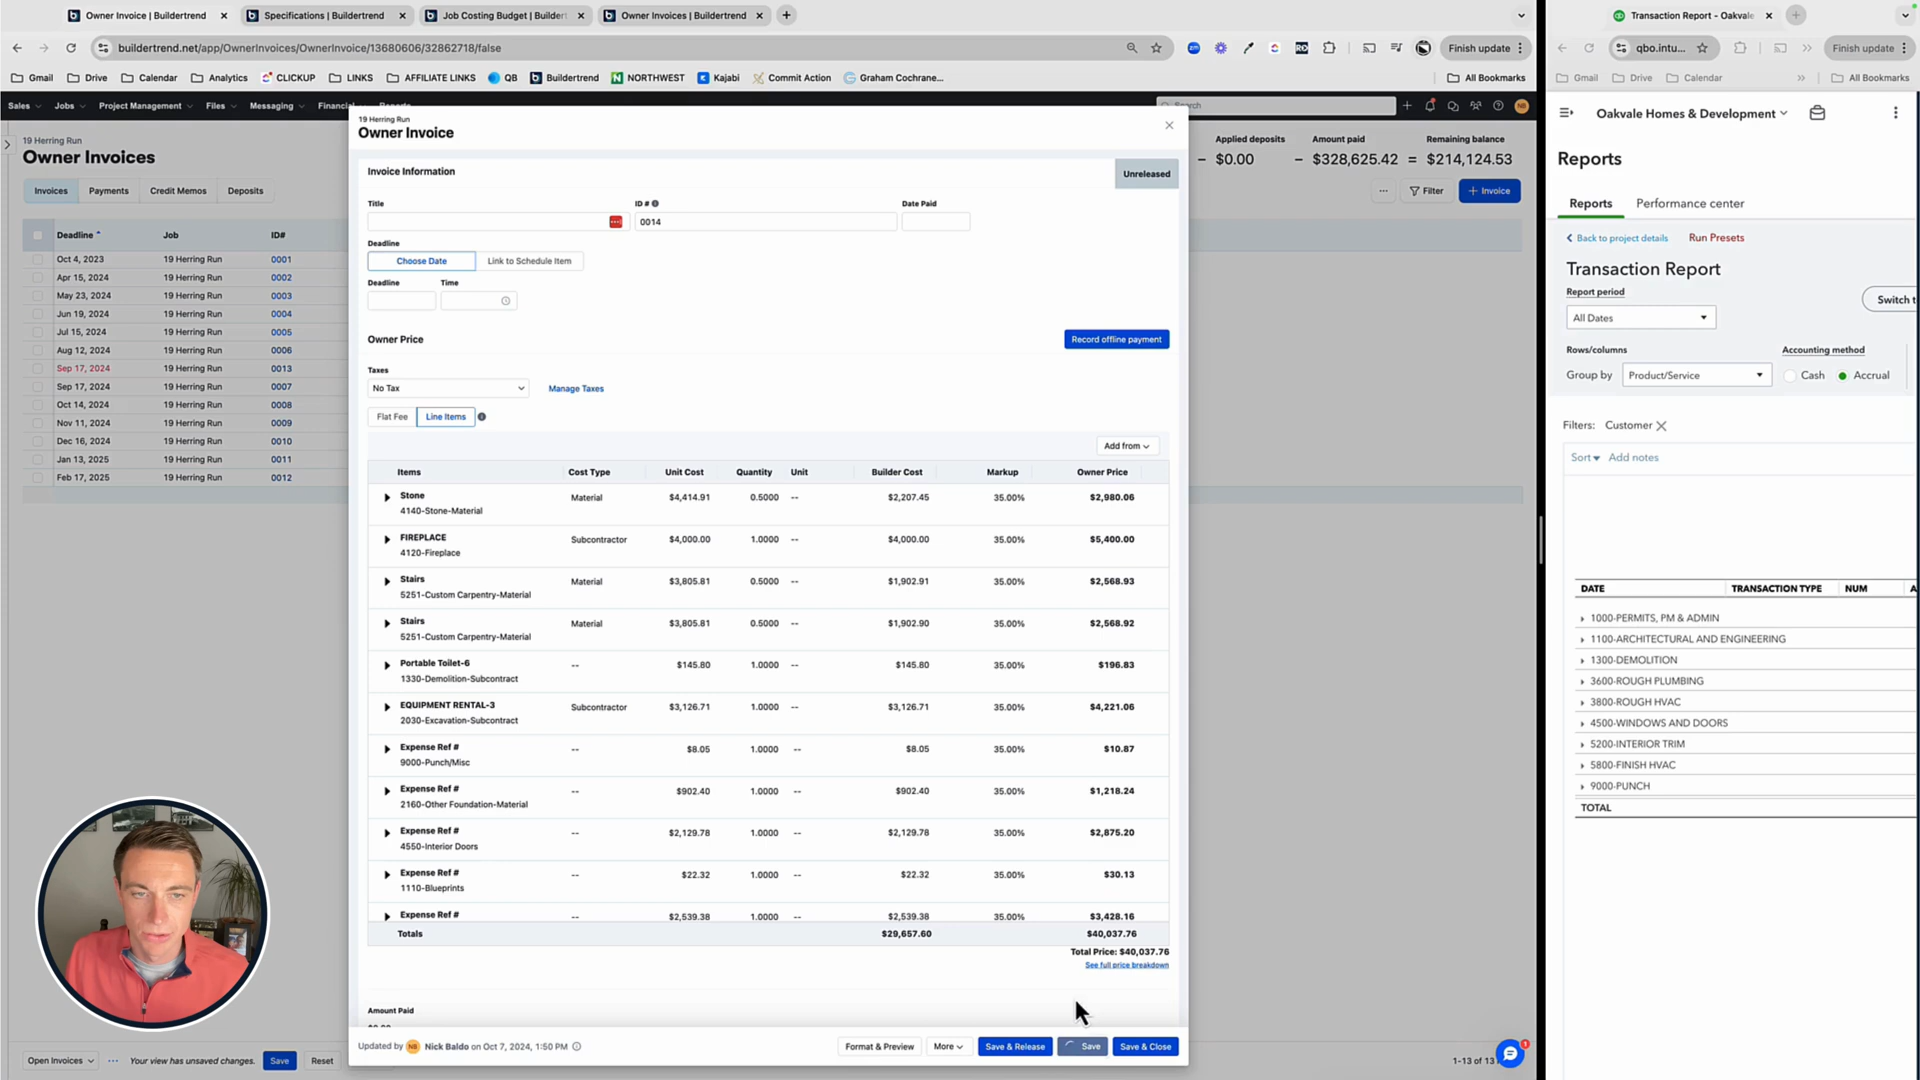 Owner Invoice | Buildertrend
Specifications | Buildertrend
Job Costing Budget | Buildert
Owner Invoices | Buildertrend
buildertrend.net/app/OwnerInvoices/OwnerInvoice/13680606/32862718/false
Finish update
Gmail
Drive
Calendar
Analytics
CLICKUP
LINKS
AFFILIATE LINKS
QB
Buildertrend
NORTHWEST
Kajabi
Commit Action
Graham Cochrane...
All Bookmarks
Sales
Jobs
Project Management
Files
Messaging
Financial
Reports
Search
NB
19 Herring Run
Owner Invoices
Applied deposits
Amount paid
Remaining balance
– $0.00 – $328,625.42 = $214,124.53
Invoices
Payments
Credit Memos
Deposits
Filter
+ Invoice
Deadline Job ID#
Oct 4, 2023 19 Herring Run 0001
Apr 15, 2024 19 Herring Run 0002
May 23, 2024 19 Herring Run 0003
Jun 19, 2024 19 Herring Run 0004
Jul 15, 2024 19 Herring Run 0005
Aug 12, 2024 19 Herring Run 0006
Sep 17, 2024 19 Herring Run 0013
Sep 17, 2024 19 Herring Run 0007
Oct 14, 2024 19 Herring Run 0008
Nov 11, 2024 19 Herring Run 0009
Dec 16, 2024 19 Herring Run 0010
Jan 13, 2025 19 Herring Run 0011
Feb 17, 2025 19 Herring Run 0012
Open Invoices
Your view has unsaved changes.
Save
Reset
1-13 of 13
1
19 Herring Run
Owner Invoice
Invoice Information
Unreleased
Title
ID #
Date Paid
0014
Deadline
Choose Date
Link to Schedule Item
Deadline
Time
Owner Price
Record offline payment
Taxes
No Tax
Manage Taxes
Flat Fee
Line Items
Add from
Items Cost Type Unit Cost Quantity Unit Builder Cost Markup Owner Price
Stone
4140-Stone-Material
Material $4,414.91 0.5000 -- $2,207.45 35.00% $2,980.06
FIREPLACE
4120-Fireplace
Subcontractor $4,000.00 1.0000 -- $4,000.00 35.00% $5,400.00
Stairs
5251-Custom Carpentry-Material
Material $3,805.81 0.5000 -- $1,902.91 35.00% $2,568.93
Stairs
5251-Custom Carpentry-Material
Material $3,805.81 0.5000 -- $1,902.90 35.00% $2,568.92
Portable Toilet-6
1330-Demolition-Subcontract
-- $145.80 1.0000 -- $145.80 35.00% $196.83
EQUIPMENT RENTAL-3
2030-Excavation-Subcontract
Subcontractor $3,126.71 1.0000 -- $3,126.71 35.00% $4,221.06
Expense Ref #
9000-Punch/Misc
-- $8.05 1.0000 -- $8.05 35.00% $10.87
Expense Ref #
2160-Other Foundation-Material
-- $902.40 1.0000 -- $902.40 35.00% $1,218.24
Expense Ref #
4550-Interior Doors
-- $2,129.78 1.0000 -- $2,129.78 35.00% $2,875.20
Expense Ref #
1110-Blueprints
-- $22.32 1.0000 -- $22.32 35.00% $30.13
Expense Ref #
-- $2,539.38 1.0000 -- $2,539.38 35.00% $3,428.16
Totals $29,657.60 $40,037.76
Total Price: $40,037.76
See full price breakdown
Amount Paid
Updated by NB Nick Baldo on Oct 7, 2024, 1:50 PM
Format & Preview
More
Save & Release
Save
Save & Close
Transaction Report - Oakvale
qbo.intu...
Finish update
Gmail
Drive
Calendar
All Bookmarks
Oakvale Homes & Development
Reports
Reports
Performance center
Back to project details
Run Presets
Transaction Report
Report period
Switch t
All Dates
Rows/columns
Accounting method
Group by
Product/Service
Cash
Accrual
Filters:
Customer
Sort
Add notes
DATE TRANSACTION TYPE NUM A
1000-PERMITS, PM & ADMIN
1100-ARCHITECTURAL AND ENGINEERING
1300-DEMOLITION
3600-ROUGH PLUMBING
3800-ROUGH HVAC
4500-WINDOWS AND DOORS
5200-INTERIOR TRIM
5800-FINISH HVAC
9000-PUNCH
TOTAL